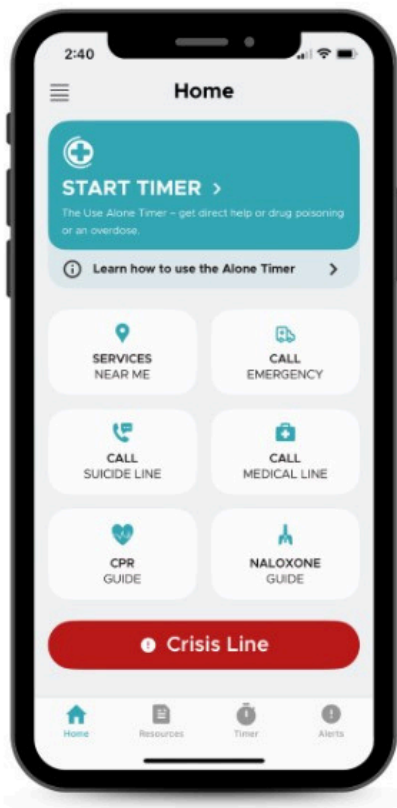 2:40
Home
START TIMER >
The Use Alone Timer – get direct help or drug poisoning
or an overdose.
Learn how to use the Alone Timer >
SERVICES
NEAR ME
CALL
EMERGENCY
CALL
SUICIDE LINE
CALL
MEDICAL LINE
CPR
GUIDE
NALOXONE
GUIDE
Crisis Line
Home
Resources
Timer
Alerts